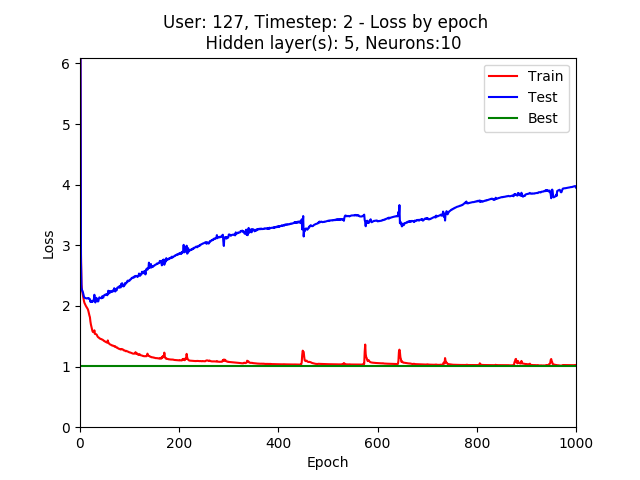 User: 127, Timestep: 2 - Loss by epoch
Hidden layer(s): 5, Neurons:10
Train
Test
Best
6
5
4
3
2
1
0
Loss
0 200 400 600 800 1000
Epoch